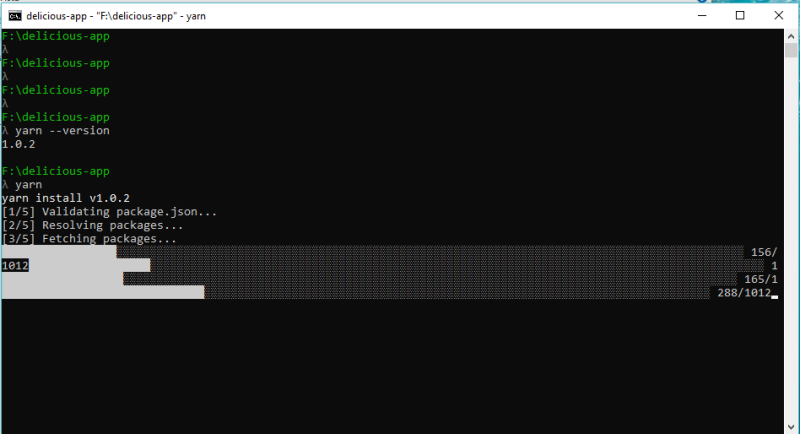 delicious-app - "F:\delicious-app" - yarn
F:\delicious-app
λ
F:\delicious-app
λ
F:\delicious-app
λ
F:\delicious-app
λ yarn --version
1.0.2
F:\delicious-app
λ yarn
yarn install v1.0.2
[1/5] Validating package.json...
[2/5] Resolving packages...
[3/5] Fetching packages...
156/
1012 1
165/1
288/1012